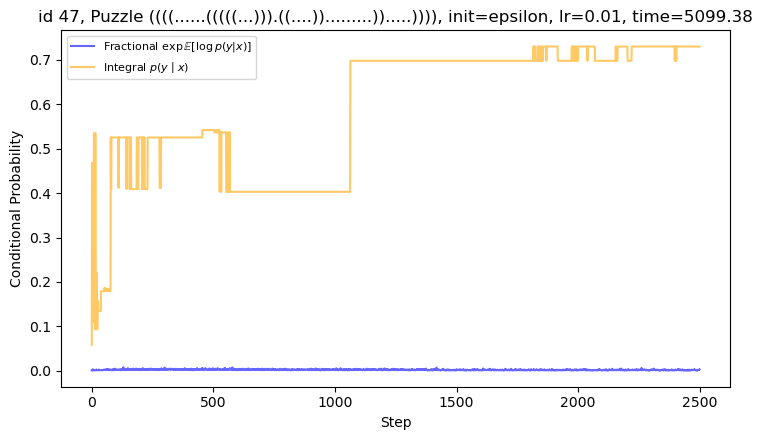 id 47, Puzzle ((((......(((((...))).((....)).........)).....)))), init=epsilon, lr=0.01, time=5099.38
Fractional exp𝔼[log p(y|x)]
Integral p(y | x)
Conditional Probability
0.7
0.6
0.5
0.4
0.3
0.2
0.1
0.0
0 500 1000 1500 2000 2500
Step